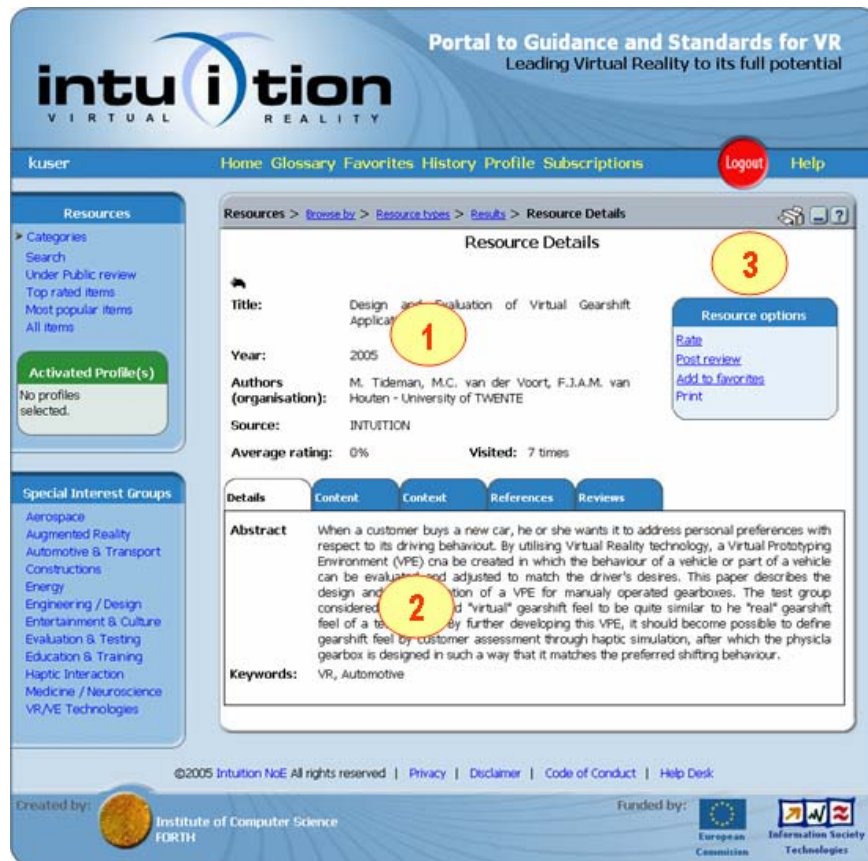 Portal to Guidance and Standards for VR
Leading Virtual Reality to its full potential
intuition
VIRTUAL REALITY
kuser
Home Glossary Favorites History Profile Subscriptions
Logout
Help
Resources
Categories
Search
Under Public review
Top rated items
Most popular items
All items
Activated Profile(s)
No profiles
selected.
Special Interest Groups
Aerospace
Augmented Reality
Automotive & Transport
Constructions
Energy
Engineering / Design
Entertainment & Culture
Evaluation & Testing
Education & Training
Haptic Interaction
Medicine / Neuroscience
VR/VE Technologies
Resources > Browse by > Resource types > Results > Resource Details
?
Resource Details
Title: Design and Evaluation of Virtual Gearshift
1
Year: 2005
Authors M. Tideman, M.C. van der Voort, F.J.A.M. van
(organisation): Houten - University of TWENTE
Source: INTUITION
Average rating: 0% Visited: 7 times
3
Resource options
Rate
Post review
Add to favorites
Print
Details Content Context References Reviews
Abstract When a customer buys a new car, he or she wants it to address personal preferences with
respect to its driving behaviour. By utilising Virtual Reality technology, a Virtual Prototyping
Environment (VPE) cna be created in which the behaviour of a vehicle or part of a vehicle
can be evaluated and adjusted to match the driver's desires. This paper describes the
design and of a VPE for manualy operated gearboxes. The test group
considered "virtual" gearshift feel to be quite similar to he "real" gearshift
feel of a By further developing this VPE, it should become possible to define
gearshift feel by customer assessment through haptic simulation, after which the physicla
gearbox is designed in such a way that it matches the preferred shifting behaviour.
2
Keywords: VR, Automotive
©2005 Intuition NoE All rights reserved | Privacy | Disclaimer | Code of Conduct | Help Desk
Created by:
Institute of Computer Science
FORTH
Funded by:
European
Commision
Information Society
Technologies